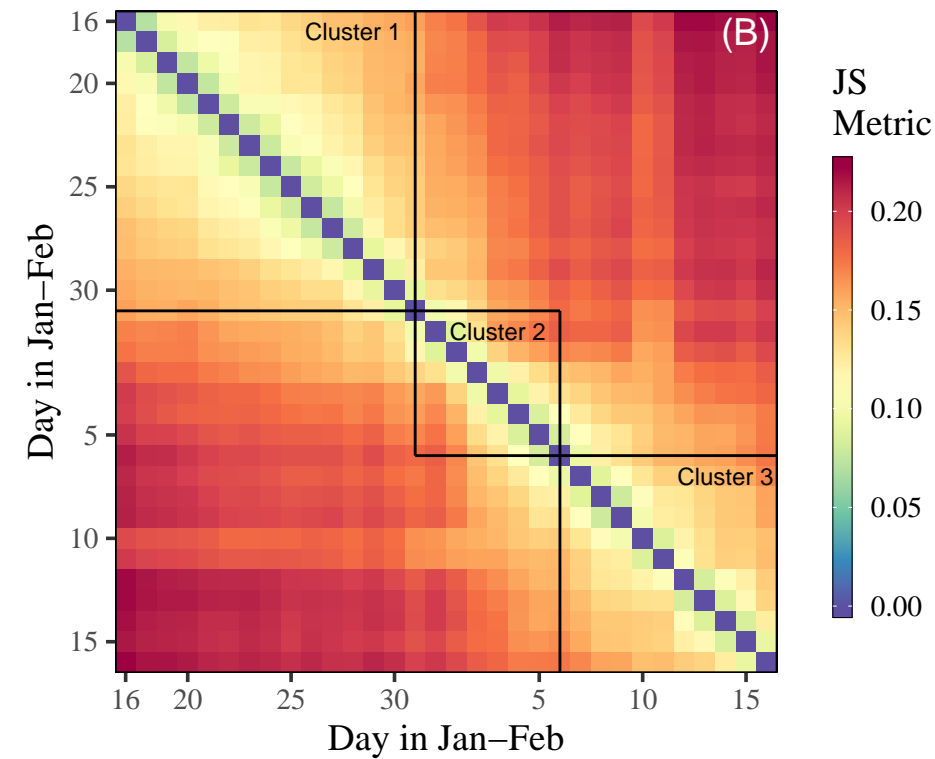 (B)
Cluster 1
Cluster 2
Cluster 3
16
20
25
30
5
10
15
Day in Jan−Feb
16 20 25 30 5 10 15
Day in Jan−Feb
JS
Metric
0.20
0.15
0.10
0.05
0.00